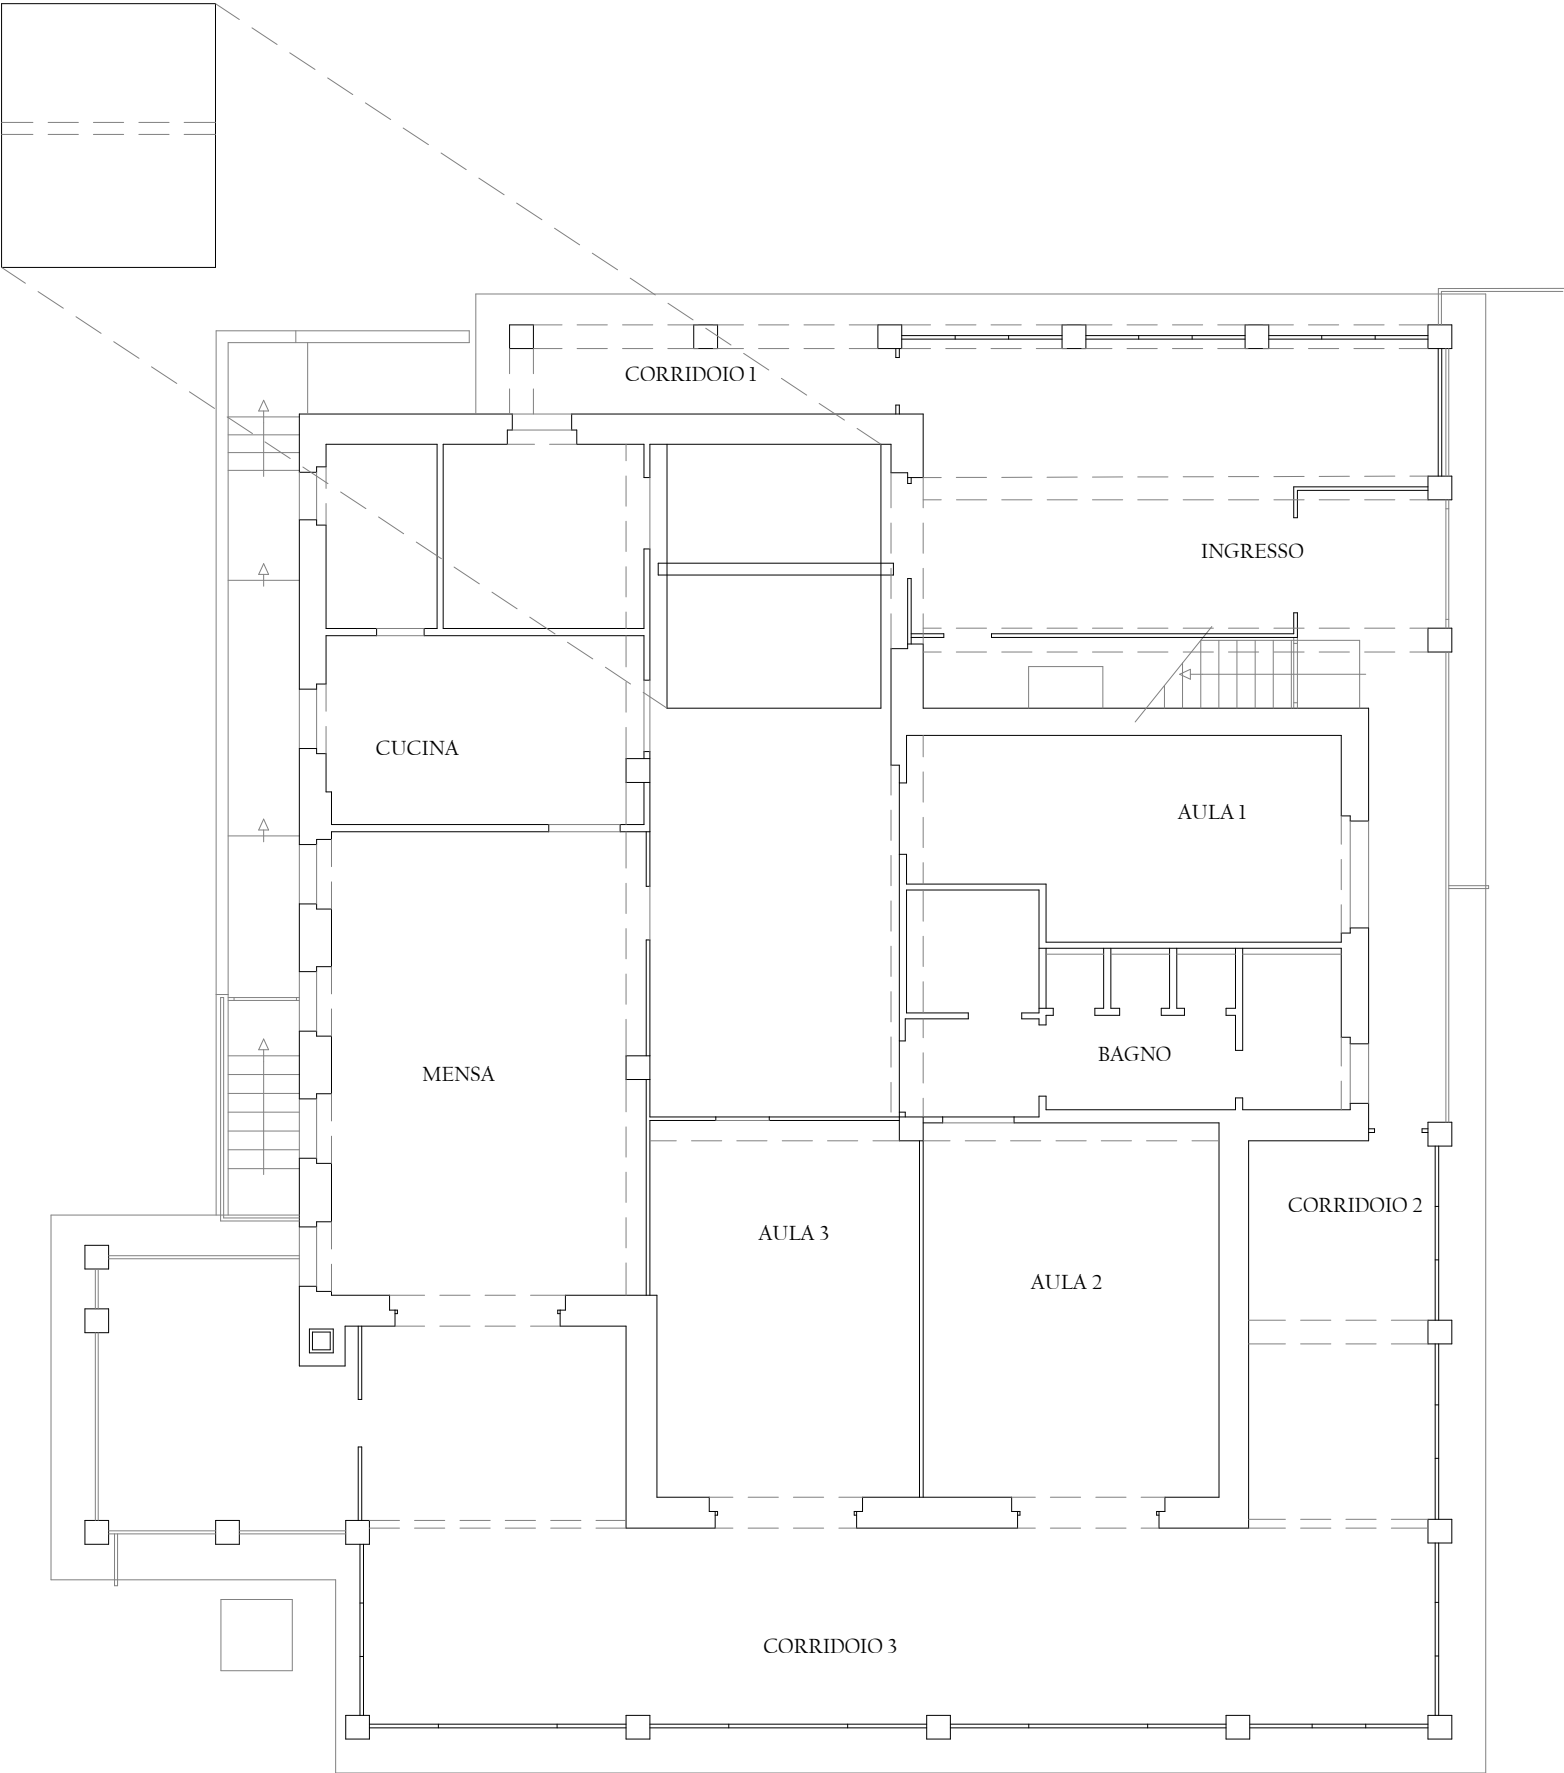 CORRIDOIO 1
INGRESSO
CUCINA
AULA 1
BAGNO
MENSA
CORRIDOIO 2
AULA 3
AULA 2
CORRIDOIO 3